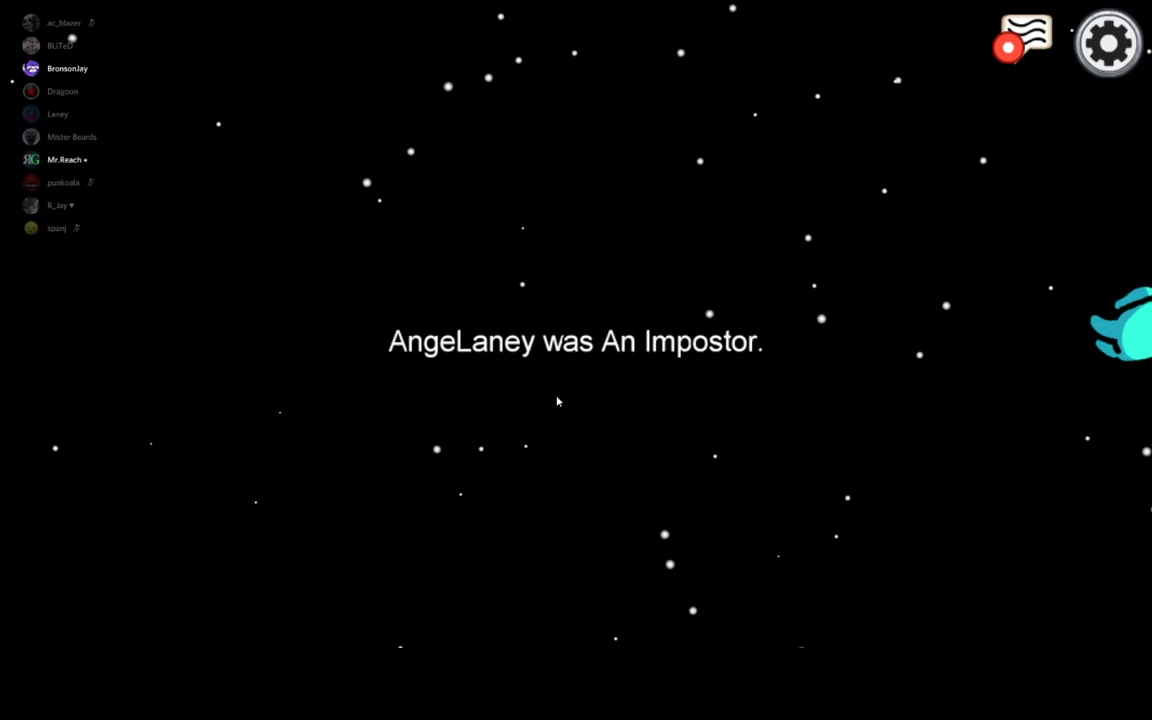 ac_blazer
BLiTeD
BronsonJay
Dragoon
Laney
Mister Beards
Mr.Reach
punkoala
R_Jay ♥
spanj
AngeLaney was An Impostor.